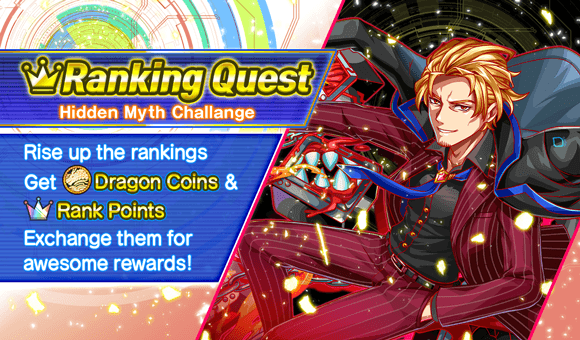 Ranking Quest
Hidden Myth Challange
Rise up the rankings
Get Dragon Coins &
Rank Points
Exchange them for
awesome rewards!